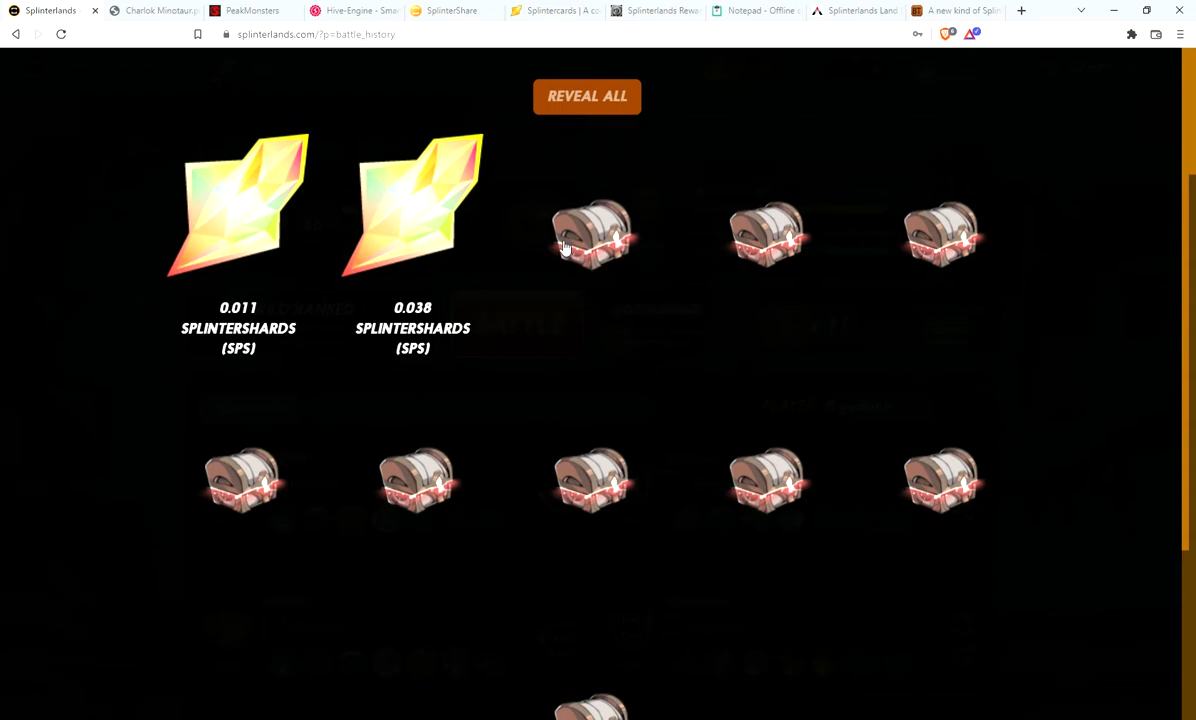 Splinterlands
Charlok Minotaur.p
PeakMonsters
Hive-Engine - Sma
SplinterShare
Splintercards | A co
Splinterlands Rewa
Notepad - Offline c
Splinterlands Land
A new kind of Splin
splinterlands.com/?p=battle_history
REVEAL ALL
0.011
SPLINTERSHARDS
(SPS)
0.038
SPLINTERSHARDS
(SPS)